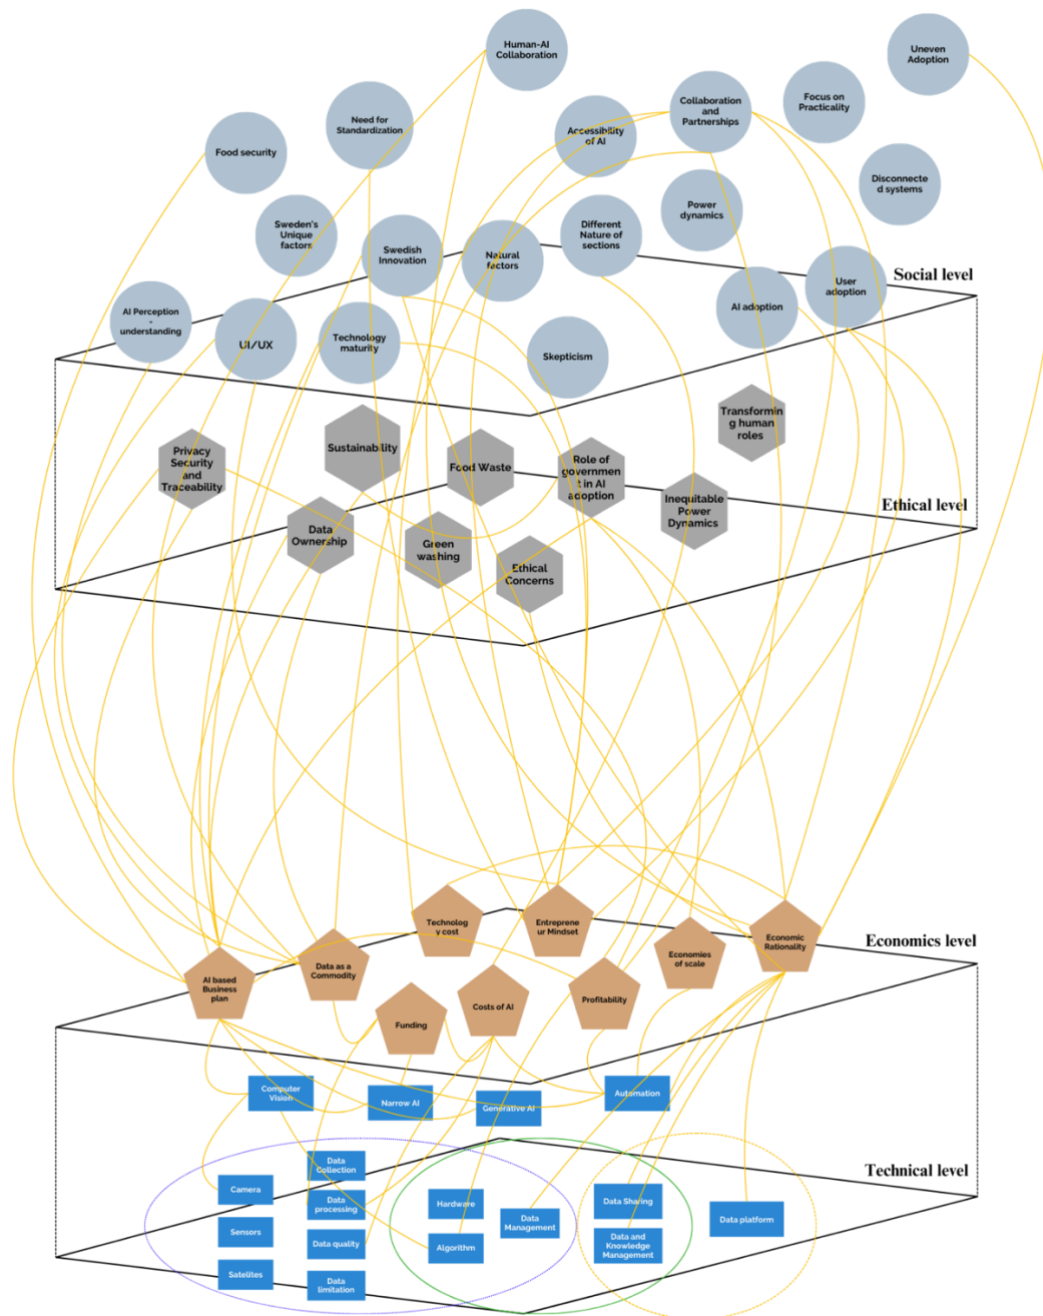 Human-AI
Collaboration
Uneven
Adoption
Need for
Standardization
Collaboration
and
Partnerships
Focus on
Practicality
Food security
Accessibility
of AI
Disconnecte
d systems
Sweden's
Unique
factors
Swedish
Innovation
Natural
factors
Different
Nature of
sections
Power
dynamics
Social level
AI Perception
-
understanding
UI/UX
Technology
maturity
Skepticism
AI adoption
User
adoption
Privacy
Security
and
Traceability
Sustainability
Food Waste
Role of
governmen
t in AI
adoption
Transformin
g human
roles
Inequitable
Power
Dynamics
Ethical level
Data
Ownership
Green
washing
Ethical
Concerns
Technolog
y cost
Entreprene
ur Mindset
Economies
of scale
Economic
Rationality
Economics level
AI based
Business
plan
Data as a
Commodity
Funding
Costs of AI
Profitability
Computer
Vision
Narrow AI
Generative AI
Automation
Technical level
Data
Collection
Camera
Data
processing
Hardware
Data
Management
Data Sharing
Data platform
Sensors
Data quality
Algorithm
Data and
Knowledge
Management
Satelites
Data
limitation